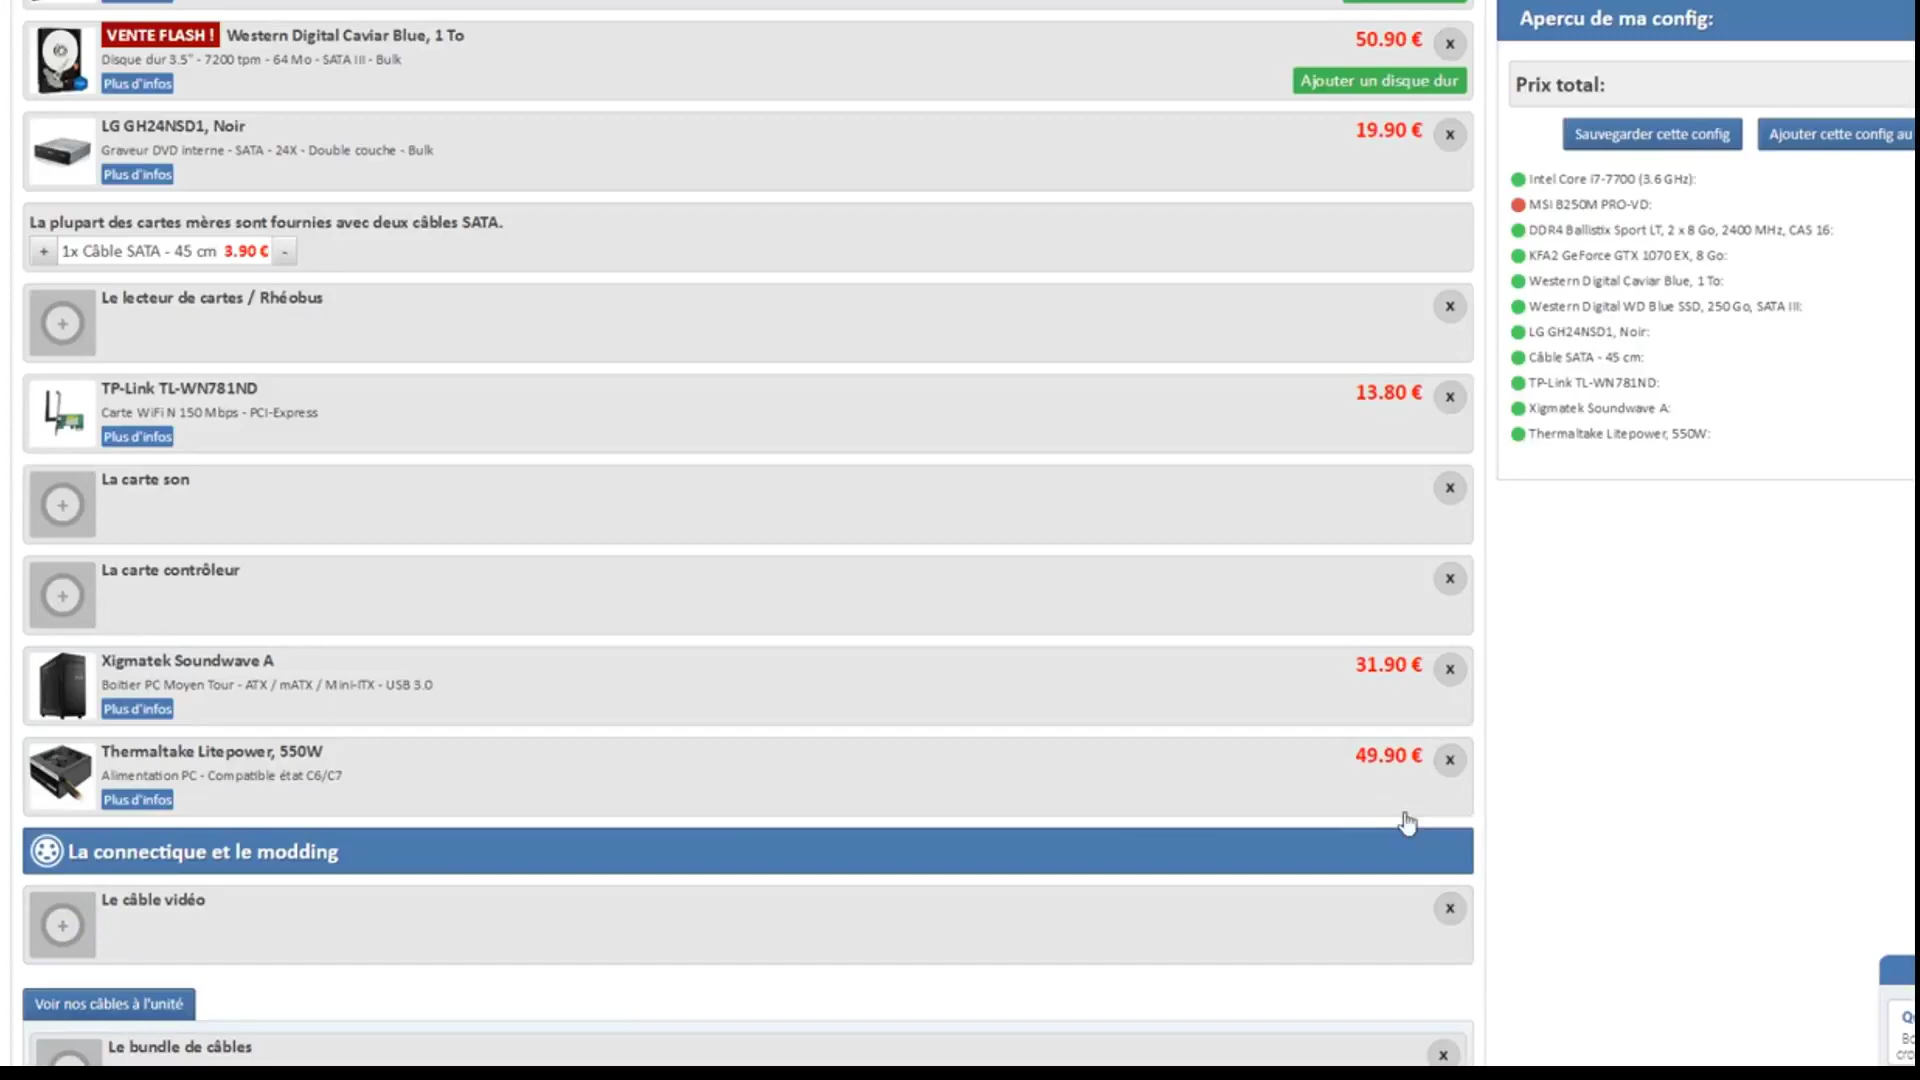 VENTE FLASH ! Western Digital Caviar Blue, 1 To
50.90 €
x
Disque dur 3.5" - 7200 tpm - 64 Mo - SATA III - Bulk
Plus d'infos
Ajouter un disque dur
LG GH24NSD1, Noir
19.90 €
x
Graveur DVD interne - SATA - 24X - Double couche - Bulk
Plus d'infos
La plupart des cartes mères sont fournies avec deux câbles SATA.
+ 1x Câble SATA - 45 cm 3.90 € -
Le lecteur de cartes / Rhéobus
x
+
TP-Link TL-WN781ND
13.80 €
x
Carte WiFi N 150 Mbps - PCI-Express
Plus d'infos
La carte son
x
+
La carte contrôleur
x
+
Xigmatek Soundwave A
31.90 €
x
Boitier PC Moyen Tour - ATX / mATX / Mini-ITX - USB 3.0
Plus d'infos
Thermaltake Litepower, 550W
49.90 €
x
Alimentation PC - Compatible état C6/C7
Plus d'infos
La connectique et le modding
Le câble vidéo
x
+
Voir nos câbles à l'unité
Le bundle de câbles
x
Apercu de ma config:
Prix total:
Sauvegarder cette config
Ajouter cette config au
Intel Core i7-7700 (3.6 GHz):
MSI B250M PRO-VD:
DDR4 Ballistix Sport LT, 2 x 8 Go, 2400 MHz, CAS 16:
KFA2 GeForce GTX 1070 EX, 8 Go:
Western Digital Caviar Blue, 1 To:
Western Digital WD Blue SSD, 250 Go, SATA III:
LG GH24NSD1, Noir:
Câble SATA - 45 cm:
TP-Link TL-WN781ND:
Xigmatek Soundwave A:
Thermaltake Litepower, 550W: